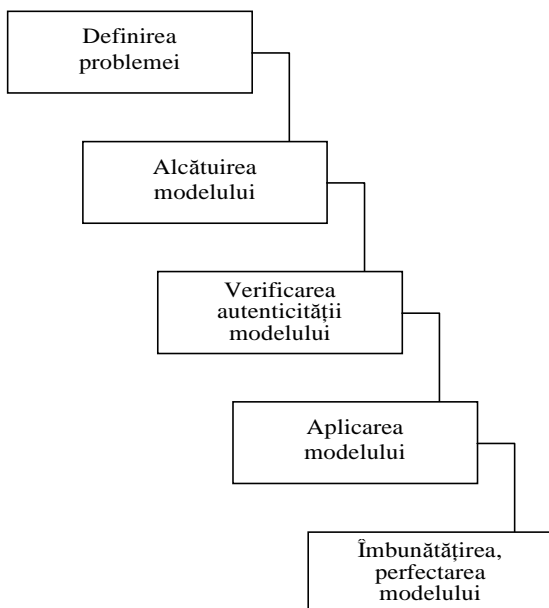 Definirea
problemei
Alcătuirea
modelului
Verificarea
autenticității
modelului
Aplicarea
modelului
Îmbunătățirea,
perfectarea
modelului